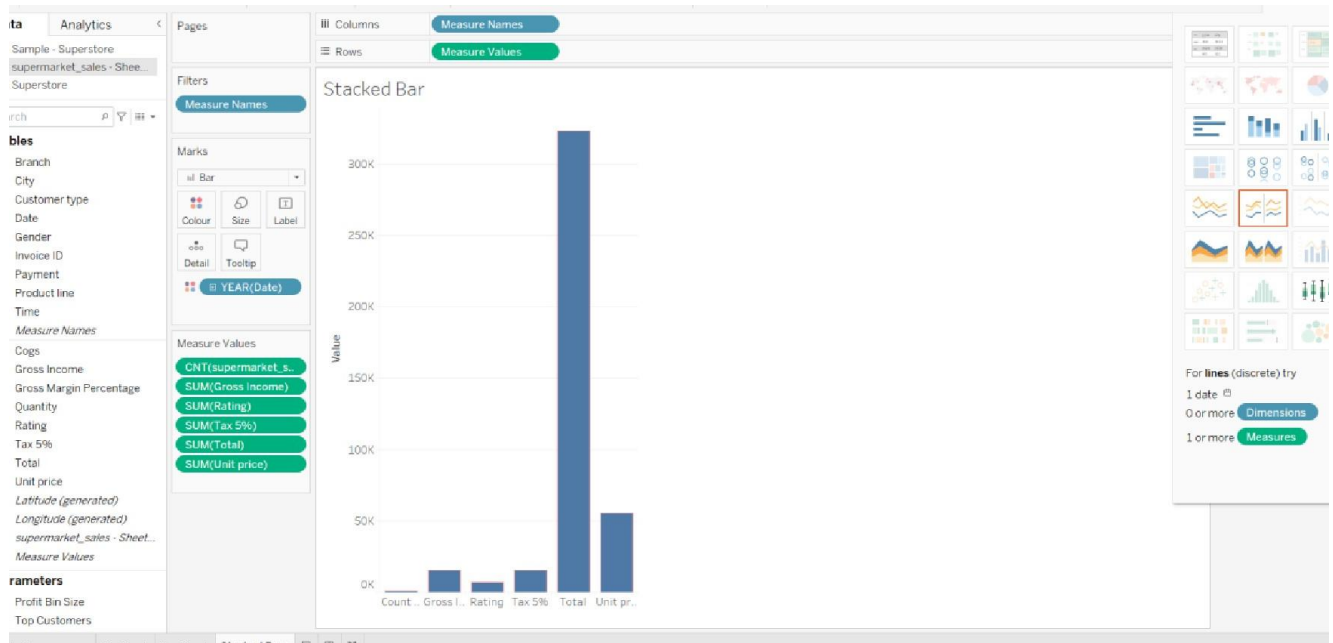 ta Analytics
Sample - Superstore
supermarket_sales - Shee...
Superstore
rch
bles
Branch
City
Customer type
Date
Gender
Invoice ID
Payment
Product line
Time
Measure Names
Cogs
Gross Income
Gross Margin Percentage
Quantity
Rating
Tax 5%
Total
Unit price
Latitude (generated)
Longitude (generated)
supermarket_sales - Sheet...
Measure Values
rameters
Profit Bin Size
Top Customers
Pages
Filters
Measure Names
Marks
Bar
Colour Size Label
Detail Tooltip
YEAR(Date)
Measure Values
CNT(supermarket_s..
SUM(Gross Income)
SUM(Rating)
SUM(Tax 5%)
SUM(Total)
SUM(Unit price)
Columns Measure Names
Rows Measure Values
Stacked Bar
Value
300K
250K
200K
150K
100K
50K
0K
Count .. Gross I.. Rating Tax 5% Total Unit pr..
For lines (discrete) try
1 date
0 or more Dimensions
1 or more Measures